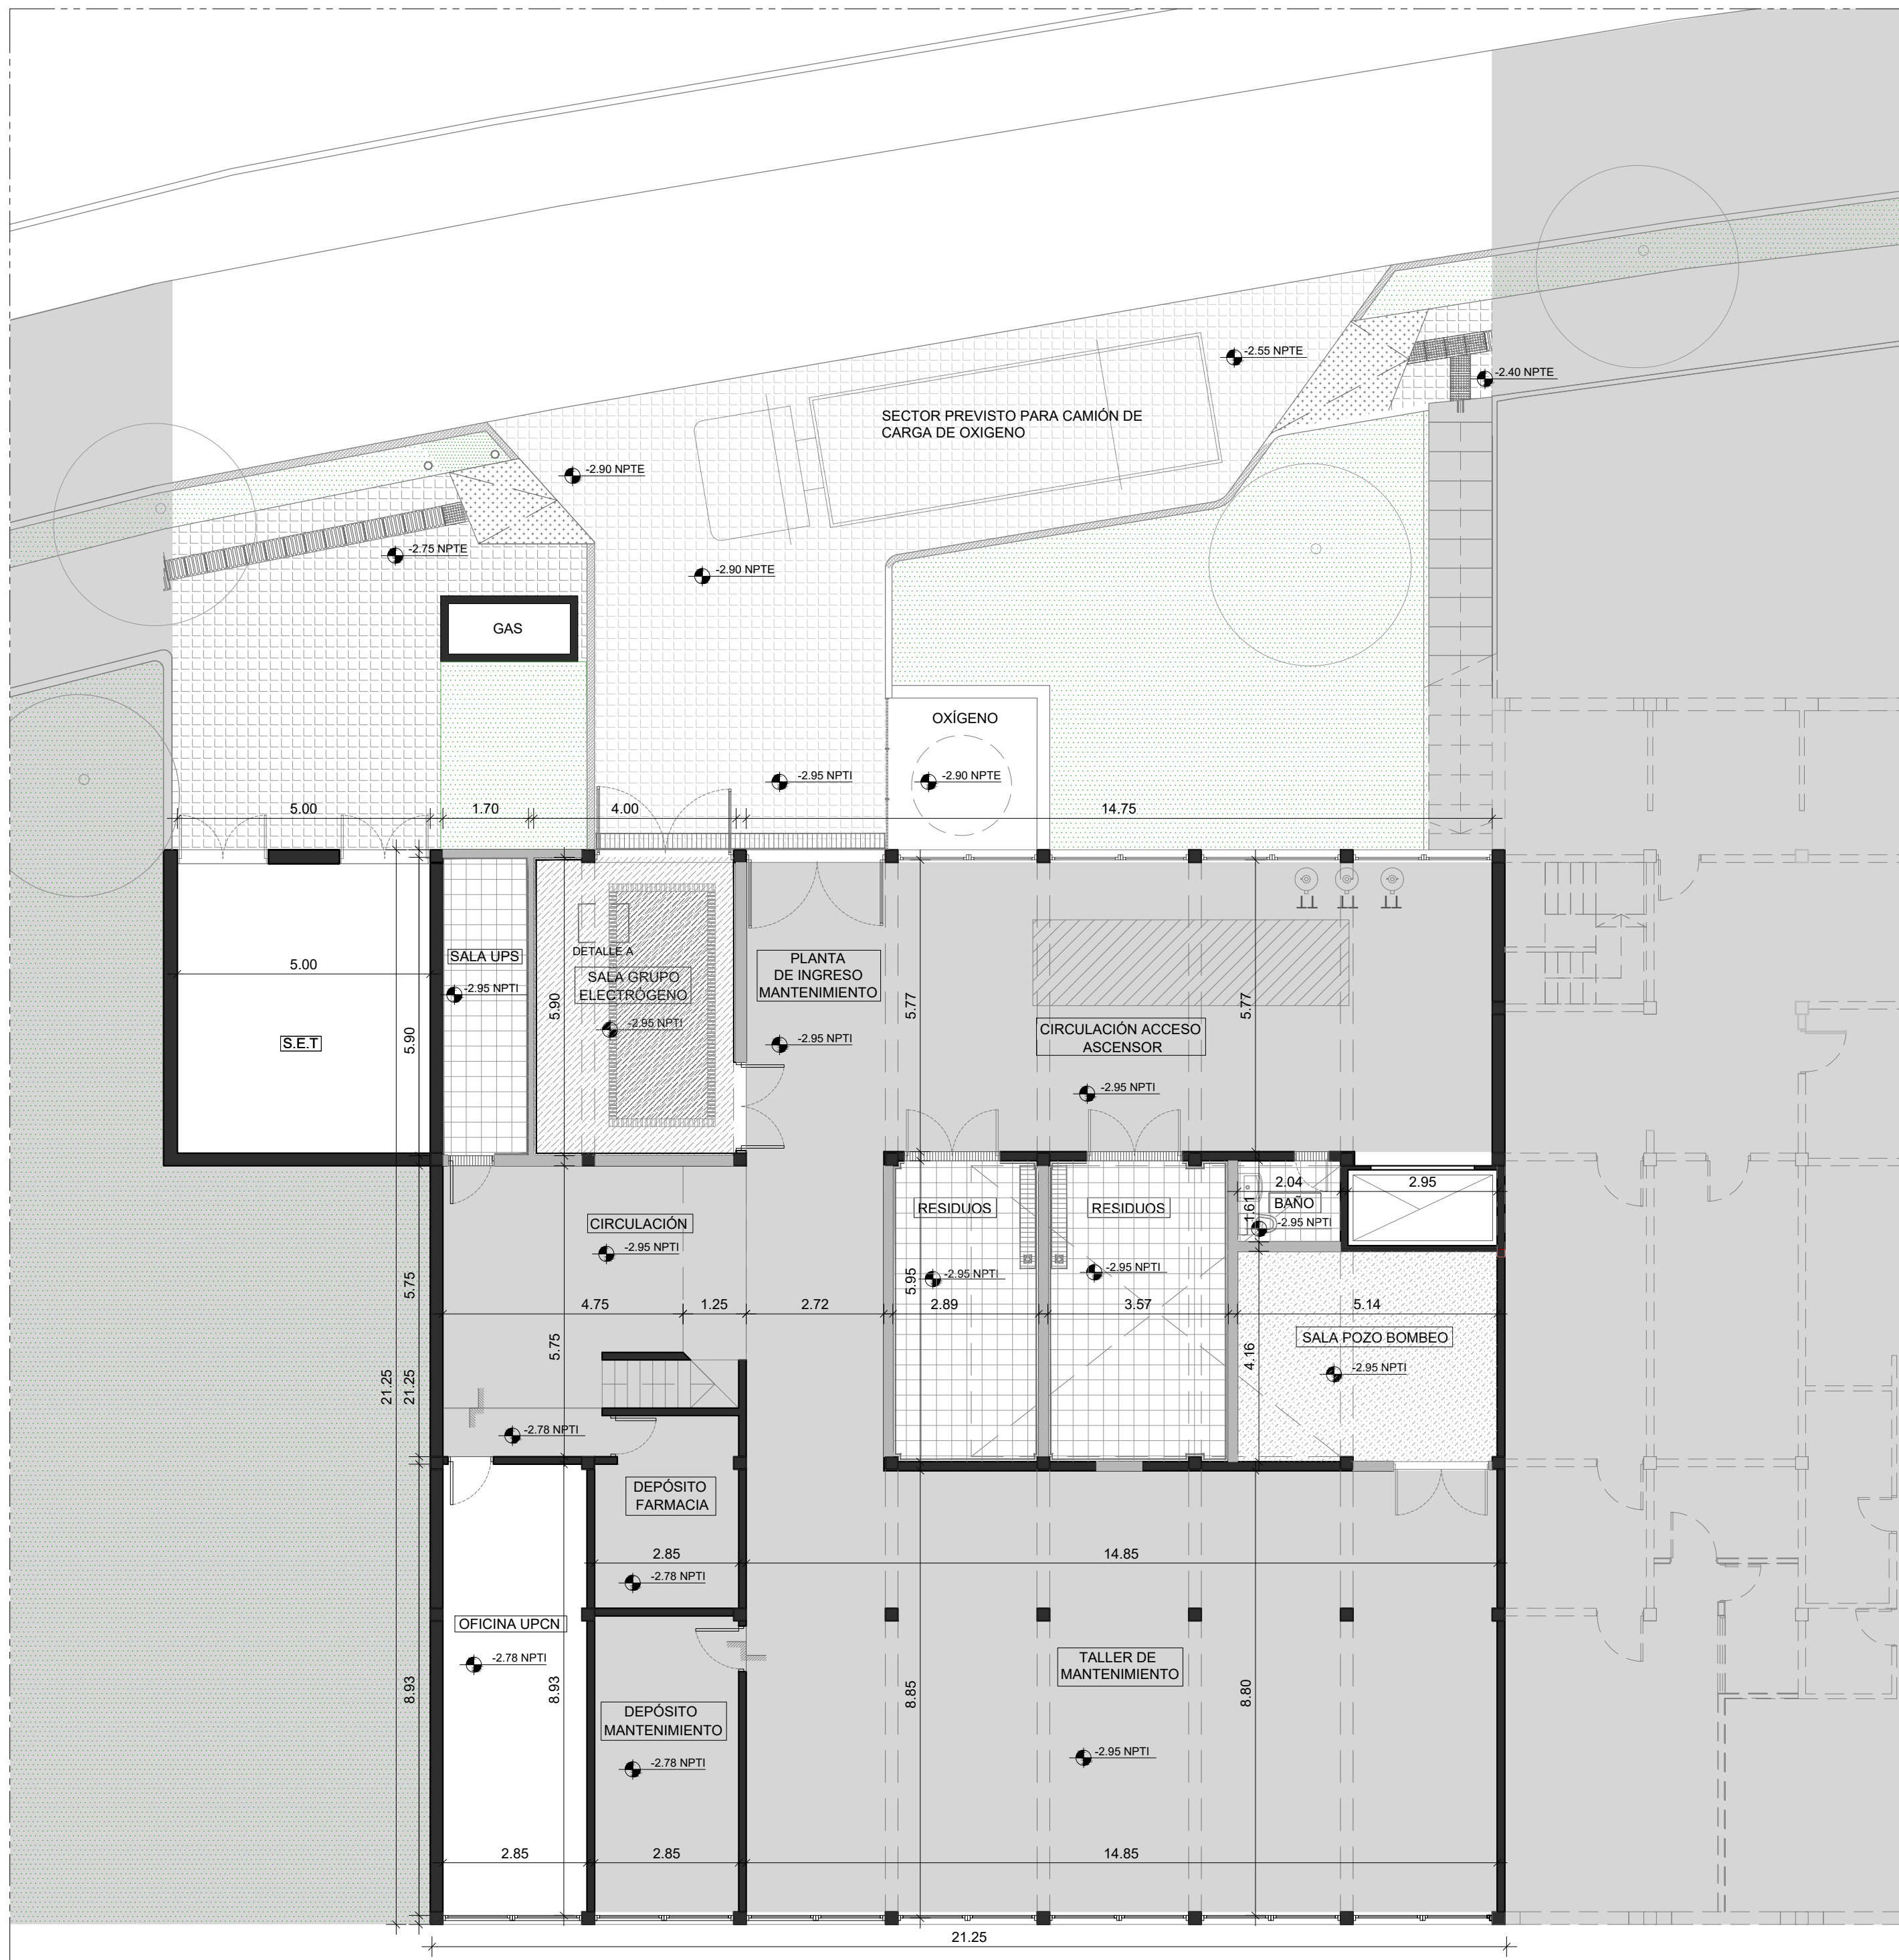 -2.55 NPTE
-2.40 NPTE
SECTOR PREVISTO PARA CAMIÓN DE
CARGA DE OXIGENO
-2.90 NPTE
-2.75 NPTE
-2.90 NPTE
GAS
OXÍGENO
-2.95 NPTI
-2.90 NPTE
5.00
1.70
4.00
14.75
SALA UPS
-2.95 NPTI
DETALLE A
SALA GRUPO
ELECTRÓGENO
-2.95 NPTI
5.90
PLANTA
DE INGRESO
MANTENIMIENTO
-2.95 NPTI
5.77
5.77
5.00
S.E.T
5.90
CIRCULACIÓN ACCESO
ASCENSOR
-2.95 NPTI
RESIDUOS
-2.95 NPTI
RESIDUOS
-2.95 NPTI
2.04
BAÑO
1.61
-2.95 NPTI
2.95
CIRCULACIÓN
-2.95 NPTI
5.75
5.95
4.75
1.25
2.72
2.89
3.57
5.14
SALA POZO BOMBEO
-2.95 NPTI
4.16
5.75
21.25
21.25
-2.78 NPTI
DEPÓSITO
FARMACIA
2.85
14.85
-2.78 NPTI
OFICINA UPCN
-2.78 NPTI
8.93
8.93
DEPÓSITO
MANTENIMIENTO
-2.78 NPTI
TALLER DE
MANTENIMIENTO
8.85
8.80
-2.95 NPTI
2.85
2.85
14.85
21.25